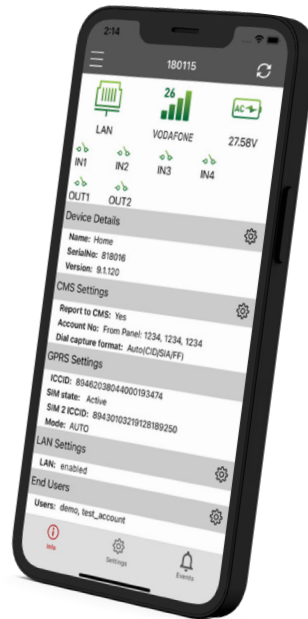 2:14
180115
26
LAN
VODAFONE
27.58V
IN1 IN2 IN3 IN4
OUT1 OUT2
Device Details
Name: Home
SerialNo: 818016
Version: 9.1.120
CMS Settings
Report to CMS: Yes
Account No: From Panel: 1234, 1234, 1234
Dial capture format: Auto(CID/SIA/FF)
GPRS Settings
ICCID: 89462038044000193474
SIM state: Active
SIM 2 ICCID: 89430103219128189250
Mode: AUTO
LAN Settings
LAN: enabled
End Users
Users: demo, test_account
Info
Settings
Events